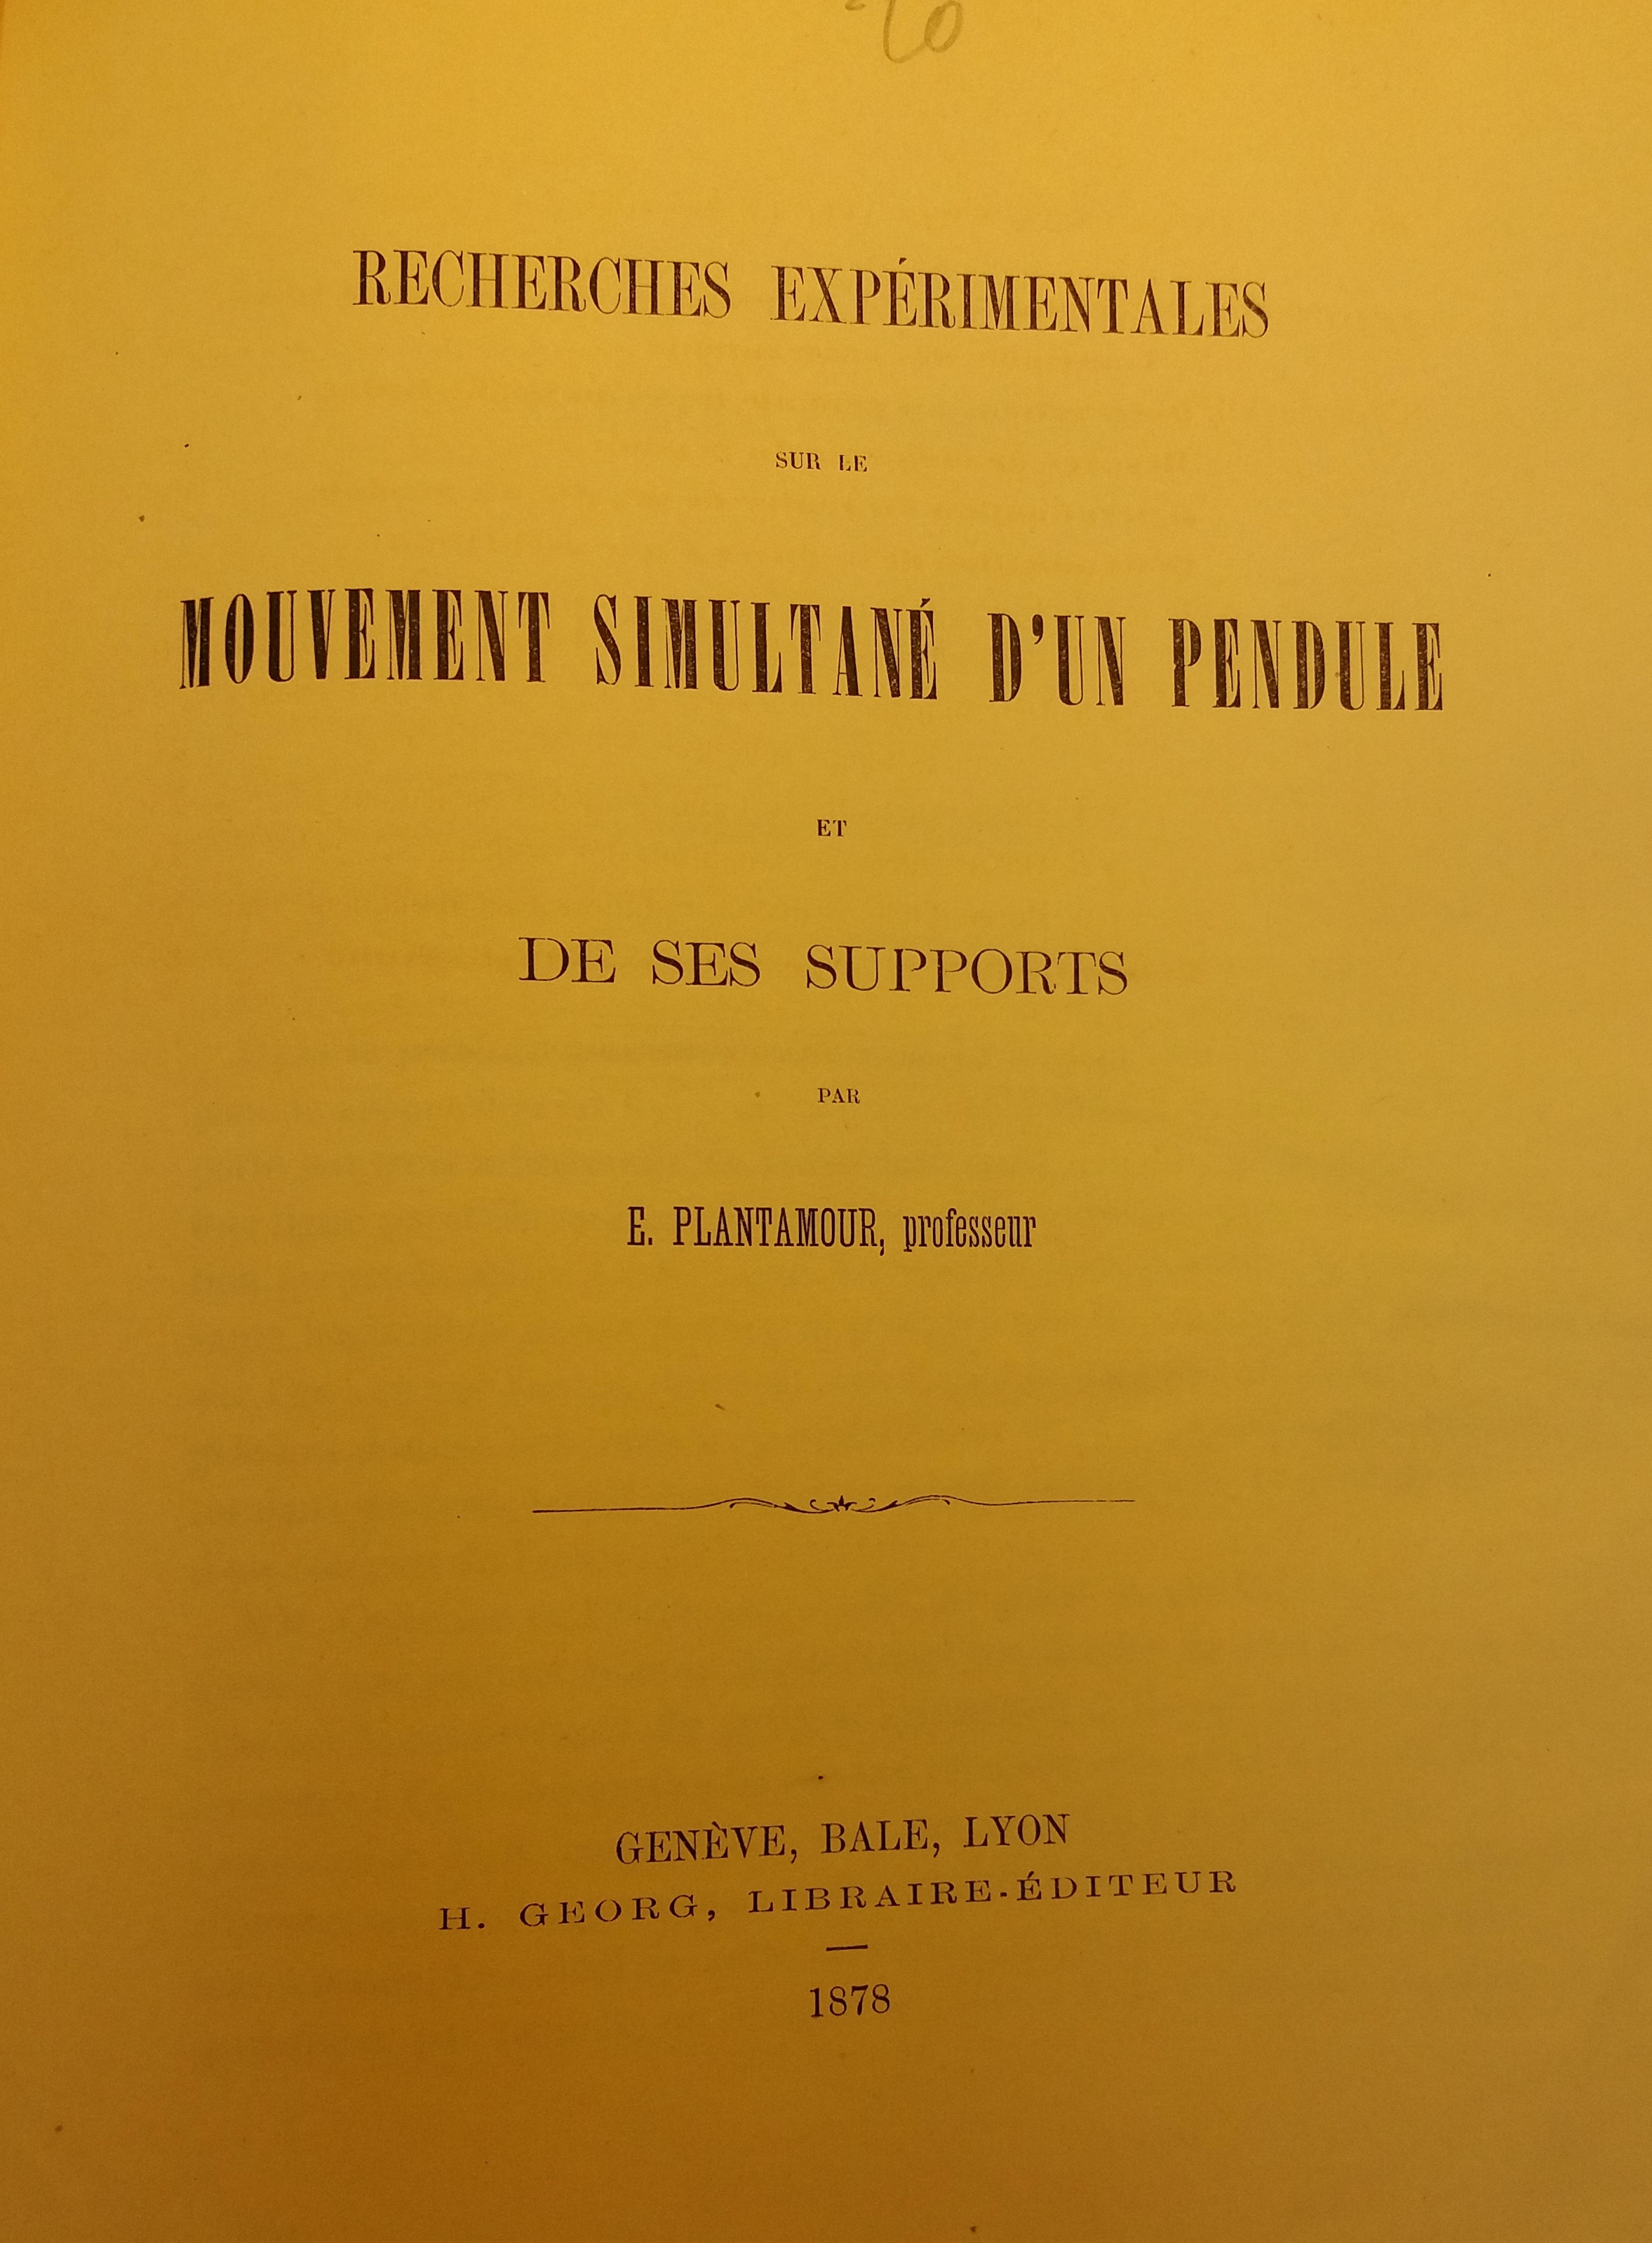 RECHERCHES EXPÉRIMENTALES
SUR LE
MOUVEMENT SIMULTANÉ D'UN PENDULE
ET
DE SES SUPPORTS
PAR
E. PLANTAMOUR, professeur
GENÈVE, BALE, LYON
H. GEORG, LIBRAIRE-ÉDITEUR
1878